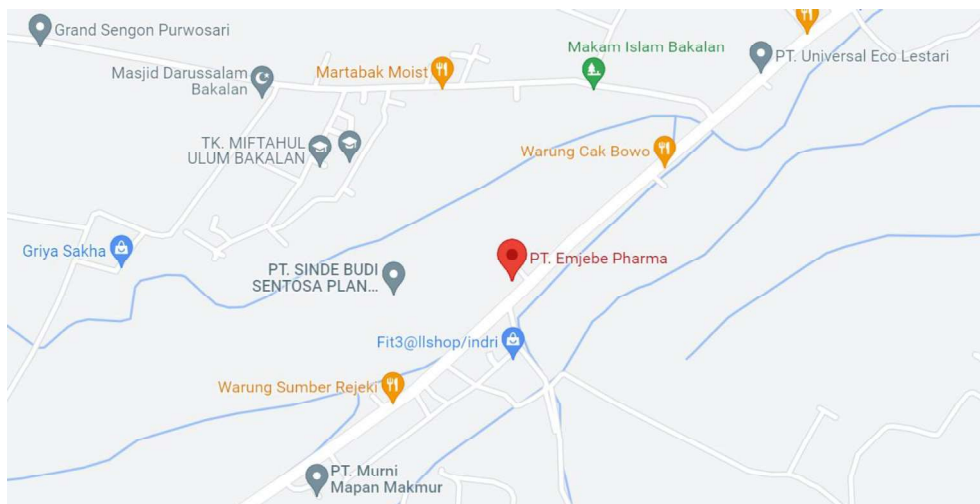 Grand Sengon Purwosari
Makam Islam Bakalan
PT. Universal Eco Lestari
Masjid Darussalam
Bakalan
Martabak Moist
TK. MIFTAHUL
ULUM BAKALAN
Warung Cak Bowo
Griya Sakha
PT. SINDE BUDI
SENTOSA PLAN...
PT. Emjebe Pharma
Fit3@llshop/indri
Warung Sumber Rejeki
PT. Murni
Mapan Makmur